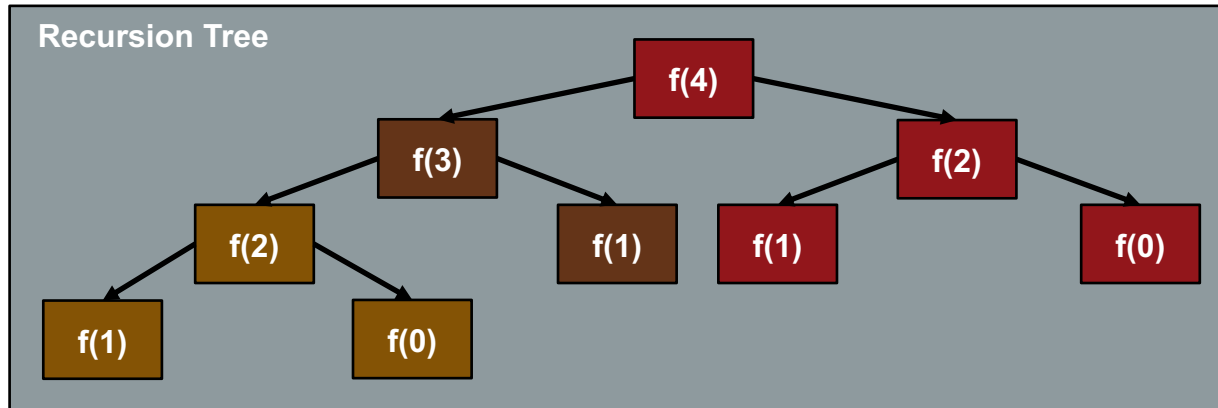 Recursion Tree
f(4)
f(3)
f(2)
f(2)
f(1)
f(1)
f(0)
f(1)
f(0)